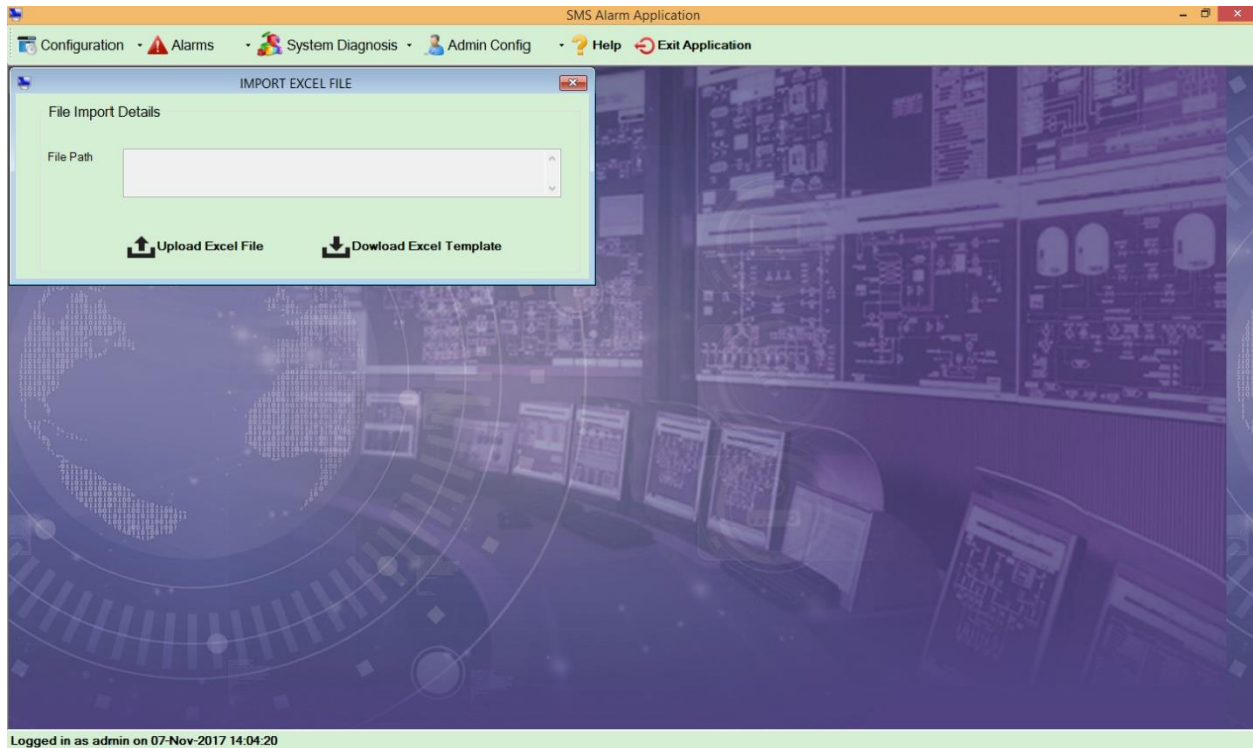 SMS Alarm Application
Configuration Alarms System Diagnosis Admin Config Help Exit Application
IMPORT EXCEL FILE
File Import Details
File Path
Upload Excel File Dowload Excel Template
Logged in as admin on 07-Nov-2017 14:04:20